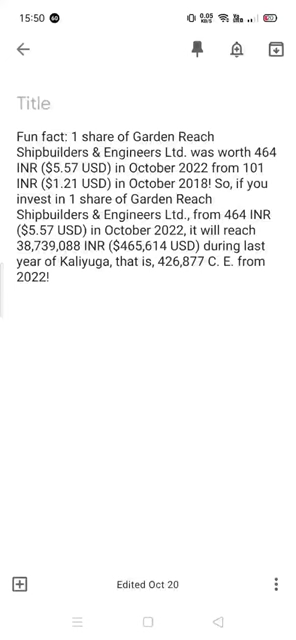 15:50
60
0.05
KB/S
Title
Fun fact: 1 share of Garden Reach
Shipbuilders & Engineers Ltd. was worth 464
INR ($5.57 USD) in October 2022 from 101
INR ($1.21 USD) in October 2018! So, if you
invest in 1 share of Garden Reach
Shipbuilders & Engineers Ltd., from 464 INR
($5.57 USD) in October 2022, it will reach
38,739,088 INR ($465,614 USD) during last
year of Kaliyuga, that is, 426,877 C. E. from
2022!
Edited Oct 20